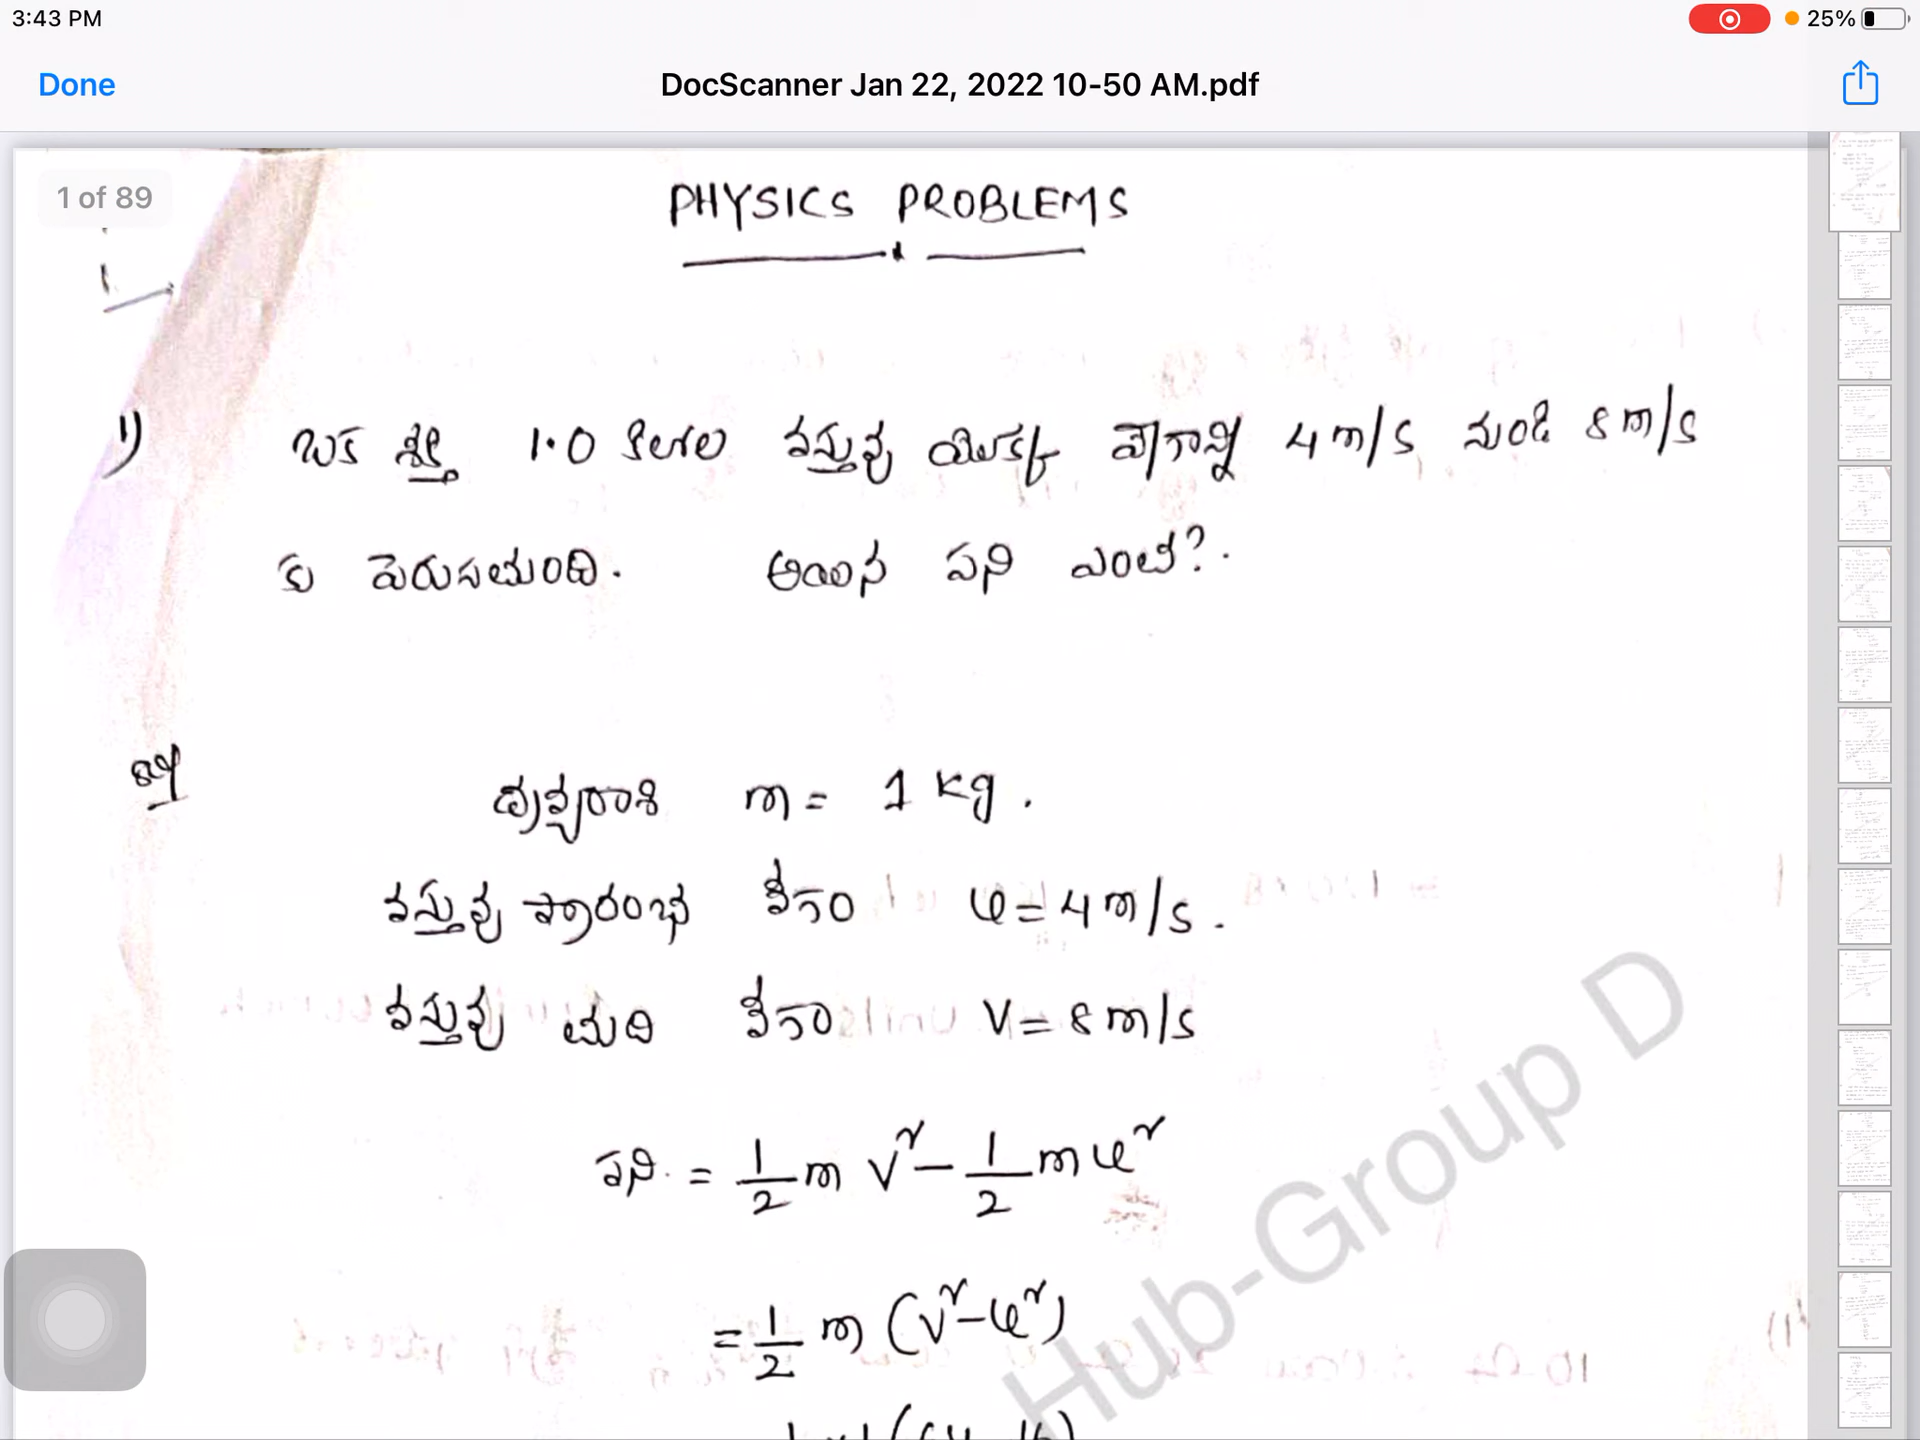 3:43 PM
25%
Done
DocScanner Jan 22, 2022 10-50 AM.pdf
1 of 89
PHYSICS PROBLEMS
1) ఒక శక్తి 1.0 కిలోల వస్తువు యొక్క వేగాన్ని 4 m/s నుండి 8 m/s
కు పెరుగుతుంది. అయిన పని ఎంత?.
ద్రవ్యరాశి m = 1 kg.
వస్తువు ప్రారంభ వేగం u = 4 m/s.
వస్తువు తుది వేగం V = 8 m/s
పని. = 1/2 m V² - 1/2 m u²
= 1/2 m (V² - u²)
Hub-Group D